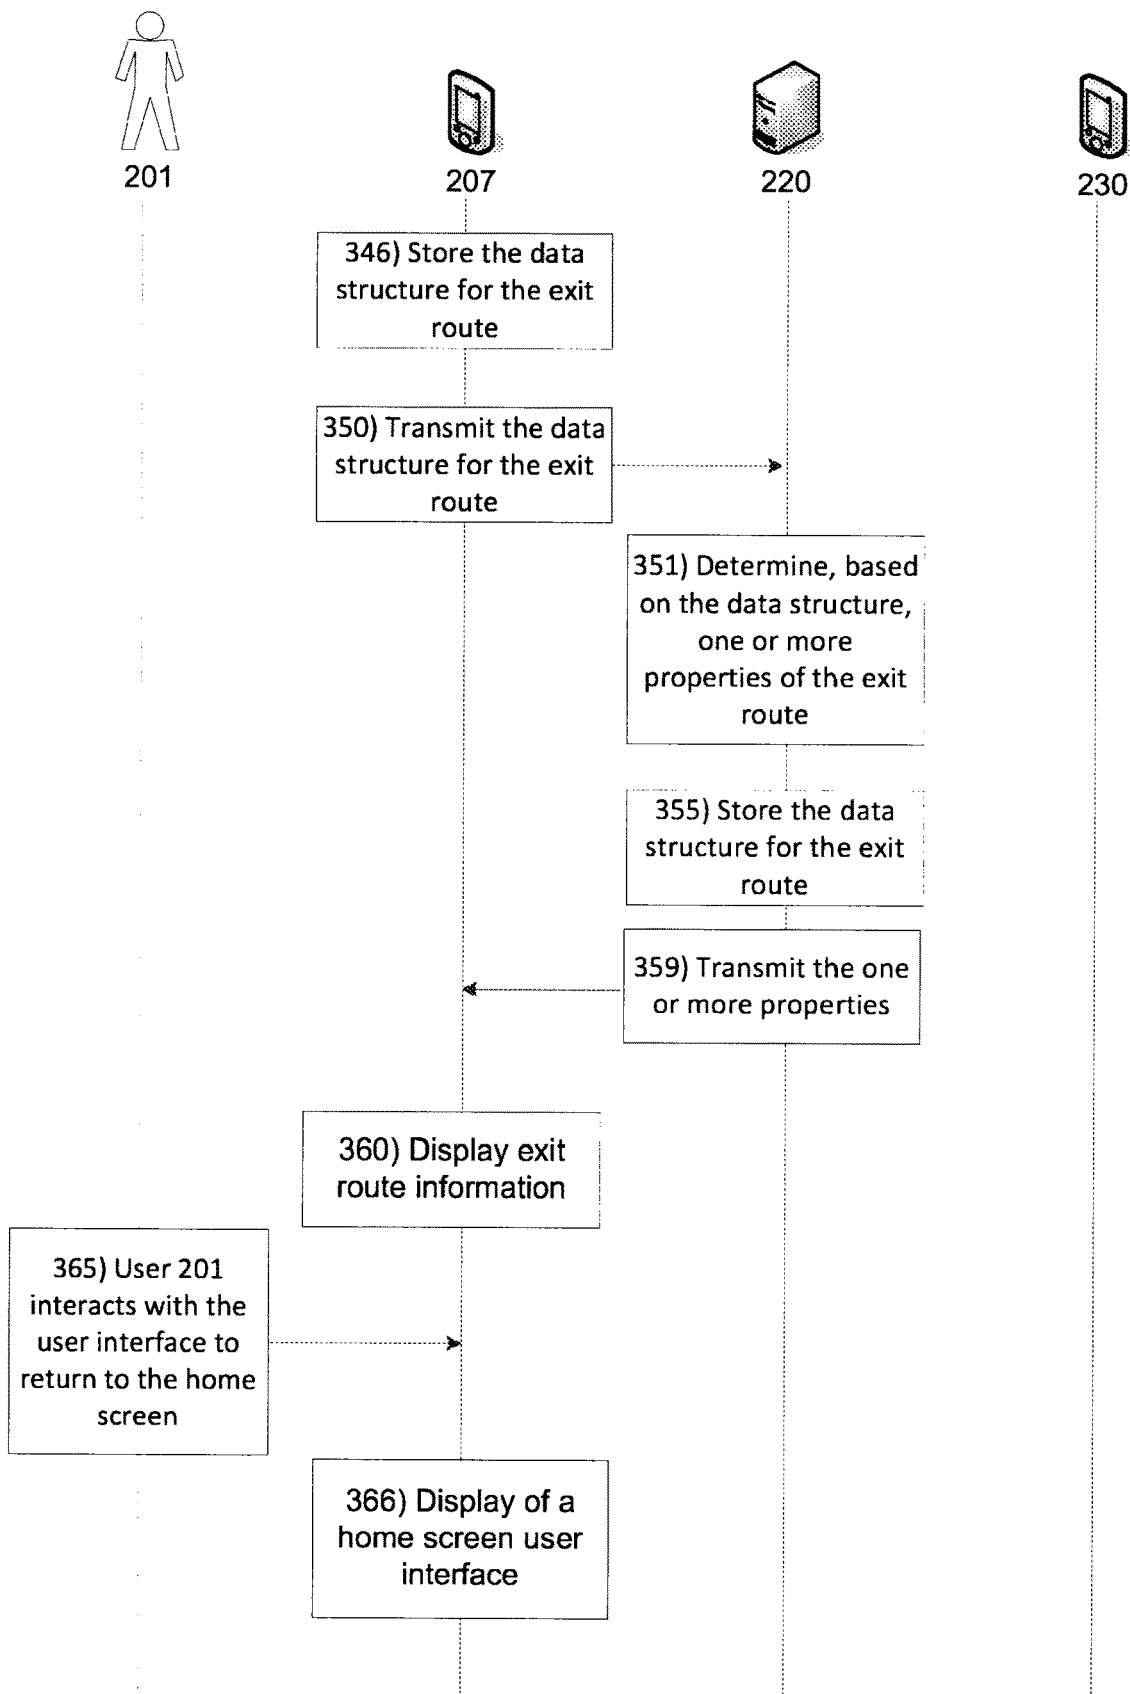 201
207
220
230
346) Store the data
structure for the exit
route
350) Transmit the data
structure for the exit
route
351) Determine, based
on the data structure,
one or more
properties of the exit
route
355) Store the data
structure for the exit
route
359) Transmit the one
or more properties
360) Display exit
route information
365) User 201
interacts with the
user interface to
return to the home
screen
366) Display of a
home screen user
interface